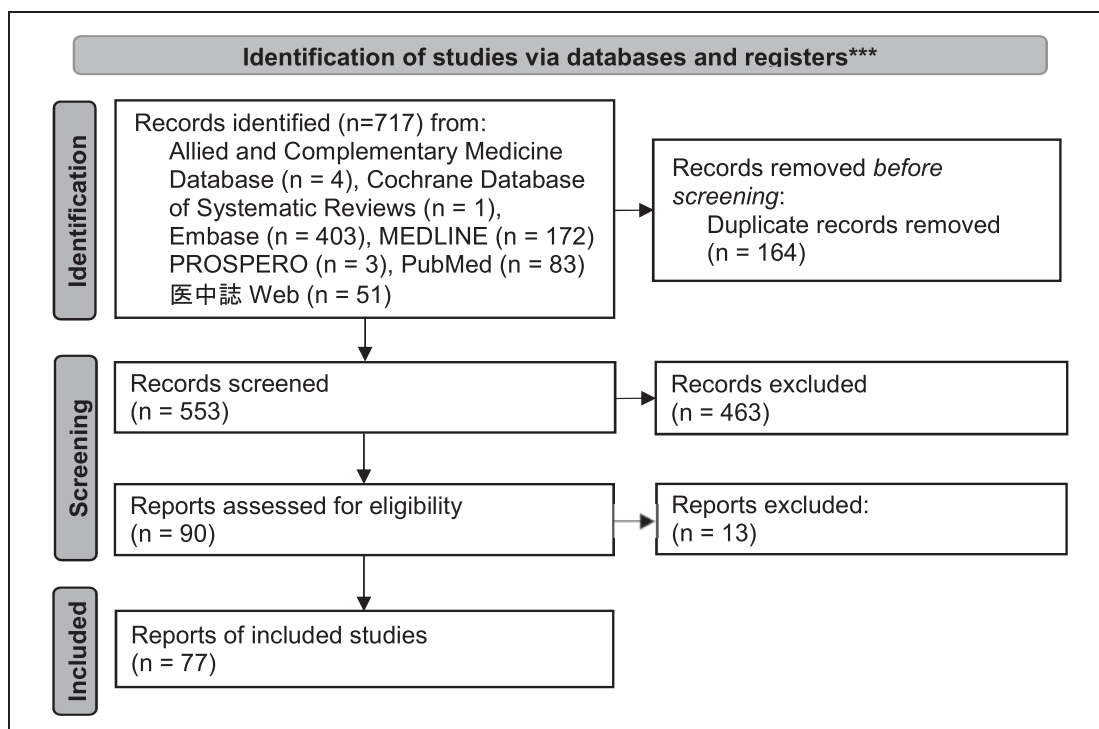 Identification of studies via databases and registers***
Identification
Records identified (n=717) from:
Allied and Complementary Medicine
Database (n = 4), Cochrane Database
of Systematic Reviews (n = 1),
Embase (n = 403), MEDLINE (n = 172)
PROSPERO (n = 3), PubMed (n = 83)
医中誌 Web (n = 51)
Records removed before
screening:
Duplicate records removed
(n = 164)
Screening
Records screened
(n = 553)
Records excluded
(n = 463)
Reports assessed for eligibility
(n = 90)
Reports excluded:
(n = 13)
Included
Reports of included studies
(n = 77)